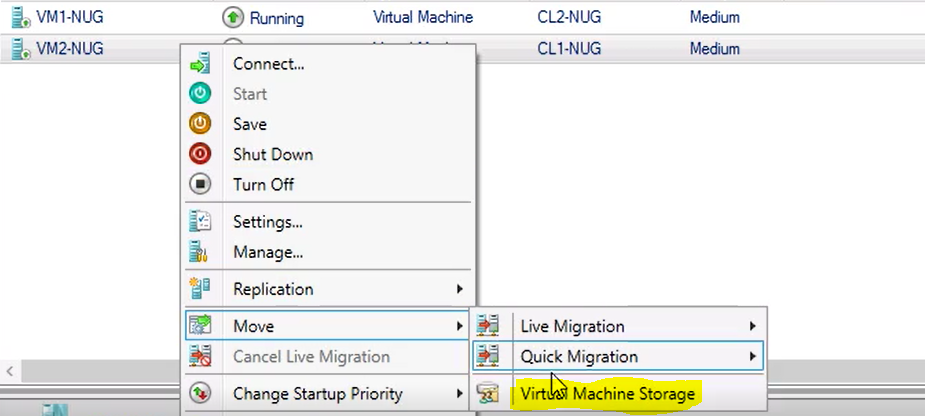 VM1-NUG Running Virtual Machine CL2-NUG Medium
VM2-NUG CL1-NUG Medium
Connect...
Start
Save
Shut Down
Turn Off
Settings...
Manage...
Replication
Move Live Migration
Cancel Live Migration Quick Migration
Change Startup Priority Virtual Machine Storage